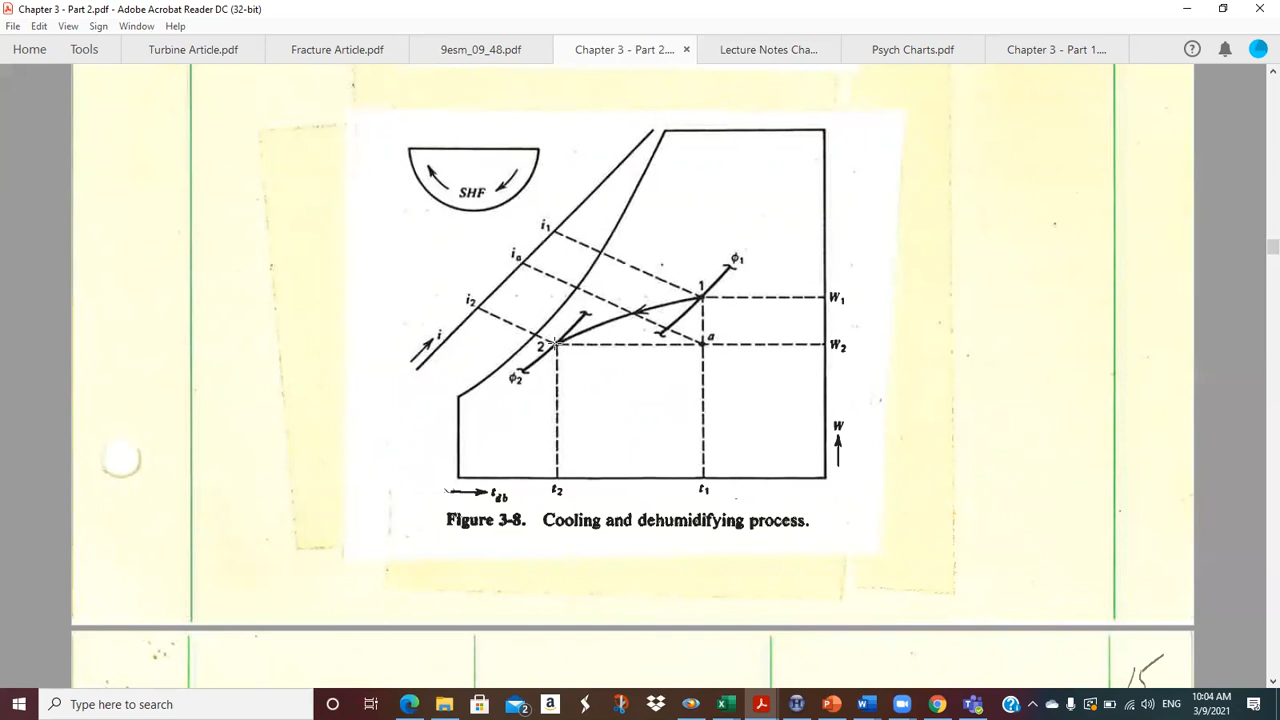 Chapter 3 - Part 2.pdf - Adobe Acrobat Reader DC (32-bit)
File Edit View Sign Window Help
Home Tools Turbine Article.pdf Fracture Article.pdf 9esm_09_48.pdf Chapter 3 - Part 2.... × Lecture Notes Cha... Psych Charts.pdf Chapter 3 - Part 1....
SHF
i₁
iₐ
i₂
i
ϕ₁
1
W₁
a
2
W₂
ϕ₂
W
t_db t₂ t₁
Figure 3-8. Cooling and dehumidifying process.
15
Type here to search
2
ENG
10:04 AM
3/9/2021